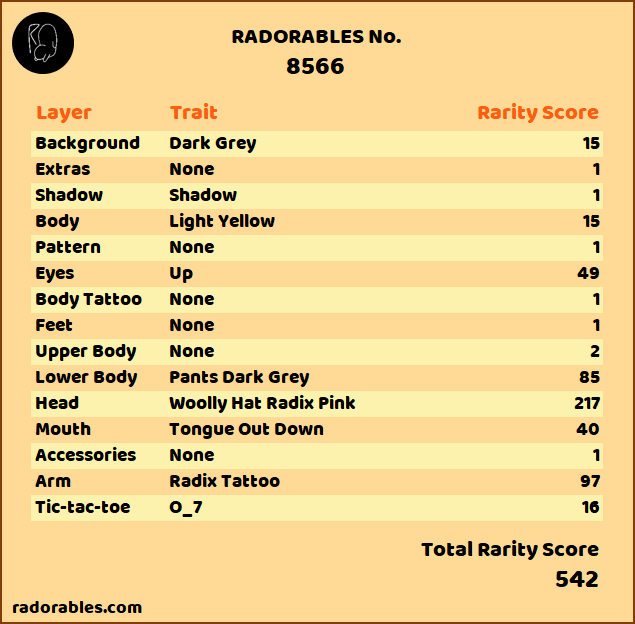 RADORABLES No.
8566
Layer Trait Rarity Score
Background Dark Grey 15
Extras None 1
Shadow Shadow 1
Body Light Yellow 15
Pattern None 1
Eyes Up 49
Body Tattoo None 1
Feet None 1
Upper Body None 2
Lower Body Pants Dark Grey 85
Head Woolly Hat Radix Pink 217
Mouth Tongue Out Down 40
Accessories None 1
Arm Radix Tattoo 97
Tic-tac-toe O_7 16
Total Rarity Score
542
radorables.com